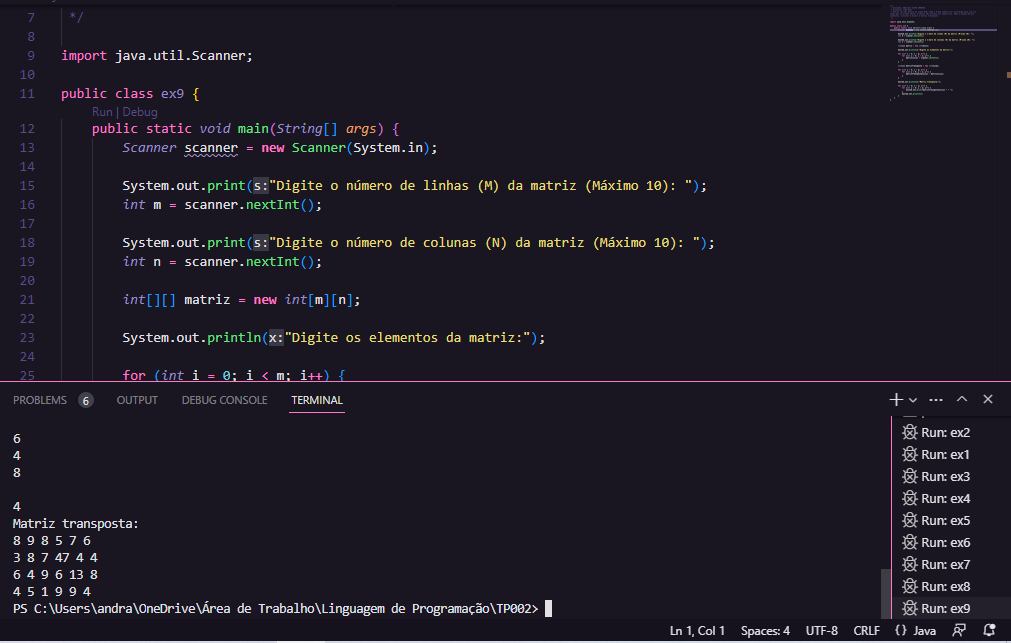 7 */
8
9 import java.util.Scanner;
10
11 public class ex9 {
Run | Debug
12 public static void main(String[] args) {
13 Scanner scanner = new Scanner(System.in);
14
15 System.out.print(s:"Digite o número de linhas (M) da matriz (Máximo 10): ");
16 int m = scanner.nextInt();
17
18 System.out.print(s:"Digite o número de colunas (N) da matriz (Máximo 10): ");
19 int n = scanner.nextInt();
20
21 int[][] matriz = new int[m][n];
22
23 System.out.println(x:"Digite os elementos da matriz:");
24
25 for (int i = 0; i < m; i++) {
PROBLEMS 6 OUTPUT DEBUG CONSOLE TERMINAL
6
4
8
4
Matriz transposta:
8 9 8 5 7 6
3 8 7 47 4 4
6 4 9 6 13 8
4 5 1 9 9 4
PS C:\Users\andra\OneDrive\Área de Trabalho\Linguagem de Programação\TP002>
Run: ex2
Run: ex1
Run: ex3
Run: ex4
Run: ex5
Run: ex6
Run: ex7
Run: ex8
Run: ex9
Ln 1, Col 1 Spaces: 4 UTF-8 CRLF {} Java